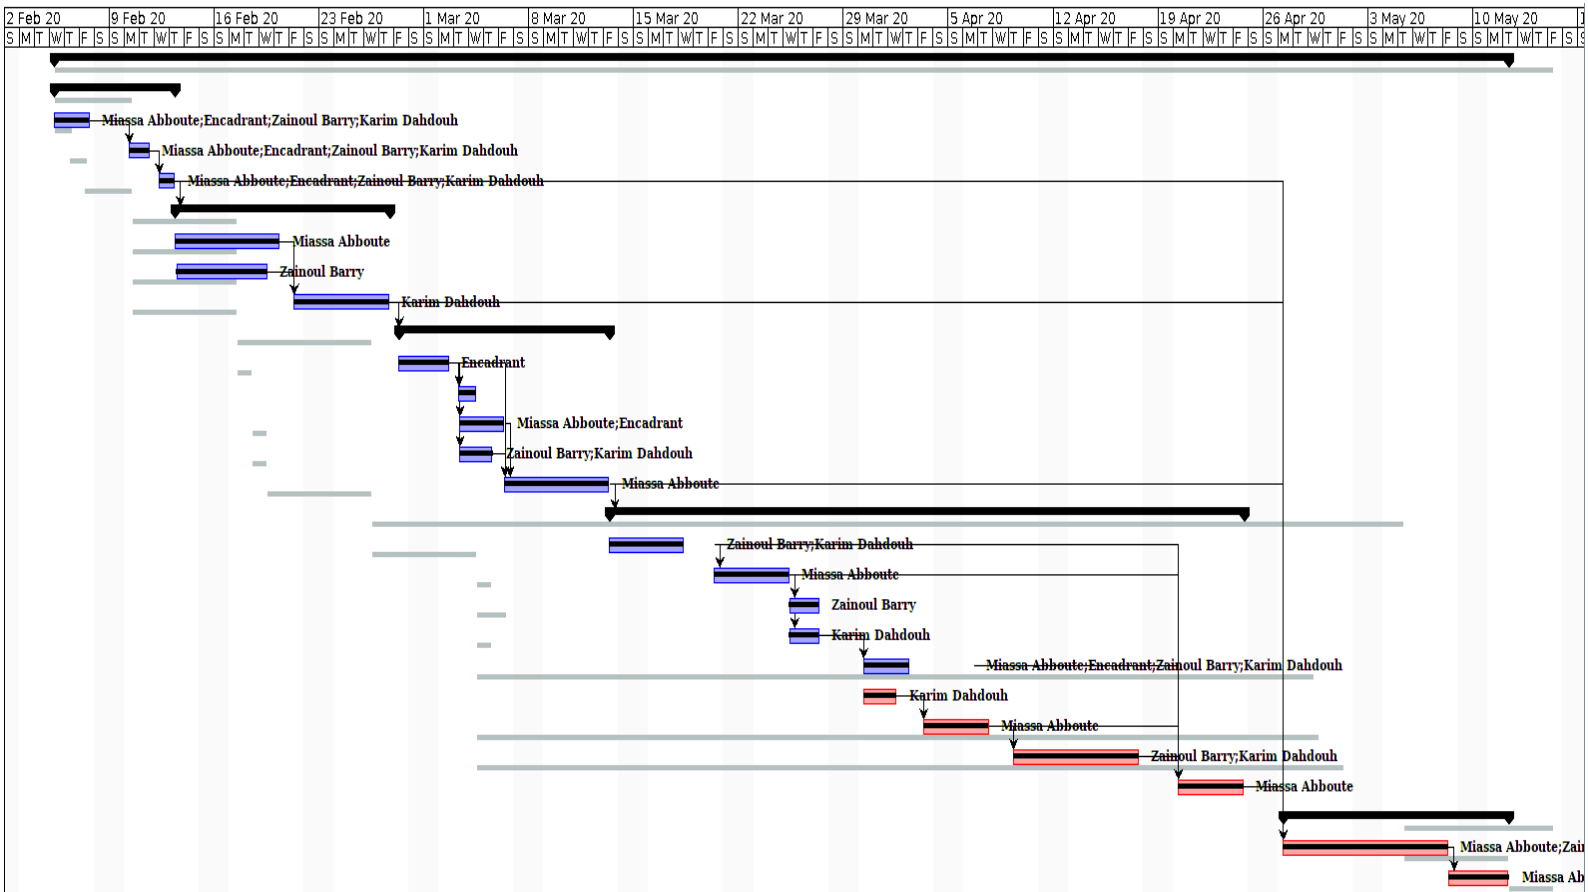 2 Feb 20 9 Feb 20 16 Feb 20 23 Feb 20 1 Mar 20 8 Mar 20 15 Mar 20 22 Mar 20 29 Mar 20 5 Apr 20 12 Apr 20 19 Apr 20 26 Apr 20 3 May 20 10 May 20
S M T W T F S S M T W T F S S M T W T F S S M T W T F S S M T W T F S S M T W T F S S M T W T F S S M T W T F S S M T W T F S S M T W T F S S M T W T F S S M T W T F S S M T W T F S S M T W T F S S M T W T F S S
Miassa Abboute;Encadrant;Zainoul Barry;Karim Dahdouh
Miassa Abboute;Encadrant;Zainoul Barry;Karim Dahdouh
Miassa Abboute;Encadrant;Zainoul Barry;Karim Dahdouh
Miassa Abboute
Zainoul Barry
Karim Dahdouh
Encadrant
Miassa Abboute;Encadrant
Zainoul Barry;Karim Dahdouh
Miassa Abboute
Zainoul Barry;Karim Dahdouh
Miassa Abboute
Zainoul Barry
Karim Dahdouh
Miassa Abboute;Encadrant;Zainoul Barry;Karim Dahdouh
Karim Dahdouh
Miassa Abboute
Zainoul Barry;Karim Dahdouh
Miassa Abboute
Miassa Abboute;Zai
Miassa Ab